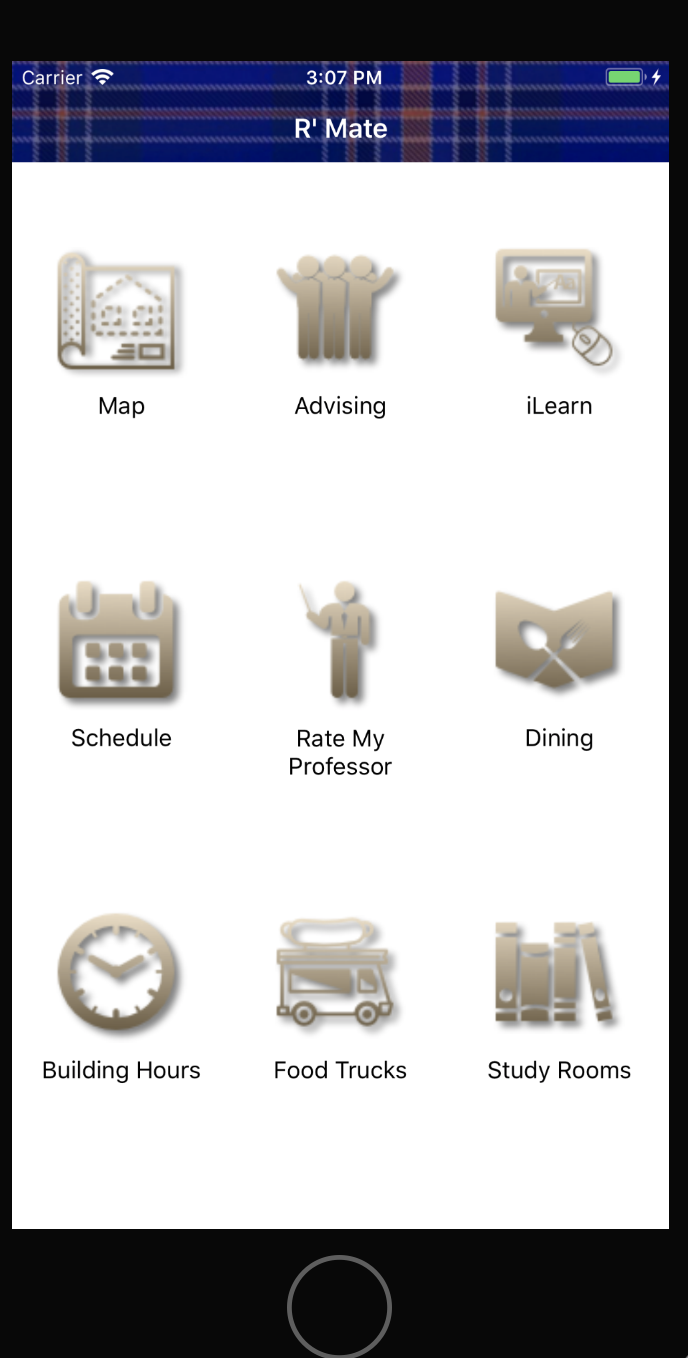 Carrier 3:07 PM
R' Mate
Map Advising iLearn
Schedule Rate My Dining
Professor
Building Hours Food Trucks Study Rooms